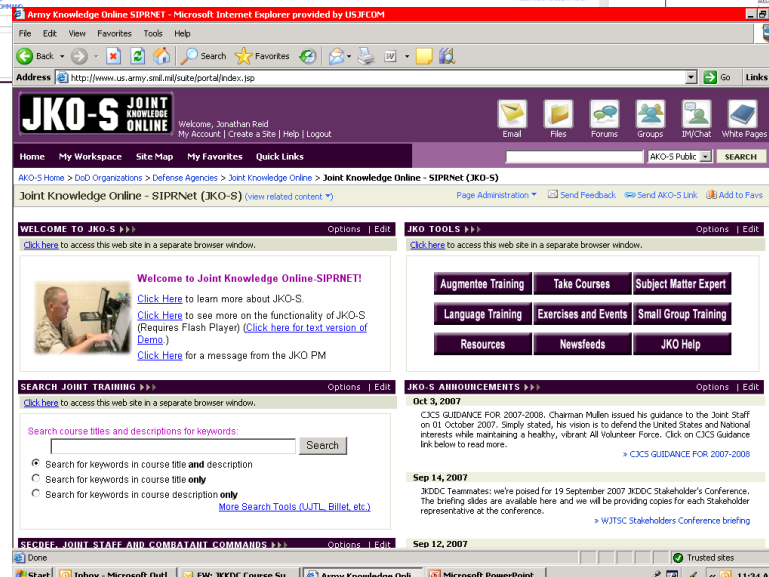 Army Knowledge Online SIPRNET - Microsoft Internet Explorer provided by USJFCOM
File Edit View Favorites Tools Help
Back Search Favorites
Address http://www.us.army.smil.mil/suite/portal/index.jsp Go Links
JKO-S JOINT KNOWLEDGE ONLINE
Welcome, Jonathan Reid
My Account | Create a Site | Help | Logout
Email Files Forums Groups IM/Chat White Pages
Home My Workspace Site Map My Favorites Quick Links AKO-S Public SEARCH
AKO-S Home > DoD Organizations > Defense Agencies > Joint Knowledge Online > Joint Knowledge Online - SIPRNet (JKO-S)
Joint Knowledge Online - SIPRNet (JKO-S) (view related content) Page Administration Send Feedback Send AKO-S Link Add to Favs
WELCOME TO JKO-S Options | Edit
Click here to access this web site in a separate browser window.
Welcome to Joint Knowledge Online-SIPRNET!
Click Here to learn more about JKO-S.
Click Here to see more on the functionality of JKO-S
(Requires Flash Player) (Click here for text version of
Demo.)
Click Here for a message from the JKO PM
JKO TOOLS Options | Edit
Click here to access this web site in a separate browser window.
Augmentee Training Take Courses Subject Matter Expert
Language Training Exercises and Events Small Group Training
Resources Newsfeeds JKO Help
SEARCH JOINT TRAINING Options | Edit
Click here to access this web site in a separate browser window.
Search course titles and descriptions for keywords:
Search
Search for keywords in course title and description
Search for keywords in course title only
Search for keywords in course description only
More Search Tools (UJTL, Billet, etc.)
JKO-S ANNOUNCEMENTS Options | Edit
Oct 3, 2007
CJCS GUIDANCE FOR 2007-2008. Chairman Mullen issued his guidance to the Joint Staff
on 01 October 2007. Simply stated, his vision is to defend the United States and National
interests while maintaining a healthy, vibrant All Volunteer Force. Click on CJCS Guidance
link below to read more.
» CJCS GUIDANCE FOR 2007-2008
Sep 14, 2007
JKDDC Teammates: we're poised for 19 September 2007 JKDDC Stakeholder's Conference.
The briefing slides are available here and we will be providing copies for each Stakeholder
representative at the conference.
» WJTSC Stakeholders Conference briefing
SECDEF, JOINT STAFF AND COMBATANT COMMANDS Options | Edit
Sep 12, 2007
Done Trusted sites
Start Inbox - Microsoft Outl... FW: JKKDC Course Su... Army Knowledge Onli... Microsoft PowerPoint 11:34 A